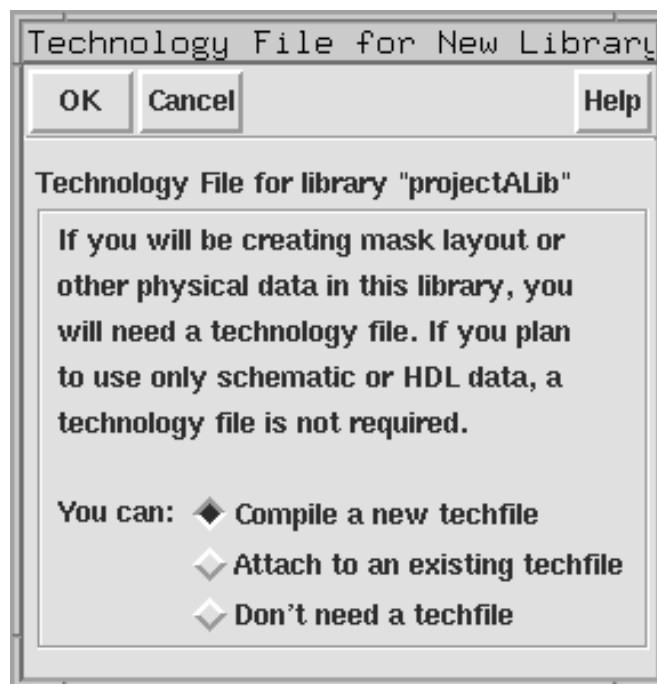 Technology File for New Library
OK Cancel Help
Technology File for library "projectALib"
If you will be creating mask layout or
other physical data in this library, you
will need a technology file. If you plan
to use only schematic or HDL data, a
technology file is not required.
You can: Compile a new techfile
Attach to an existing techfile
Don't need a techfile